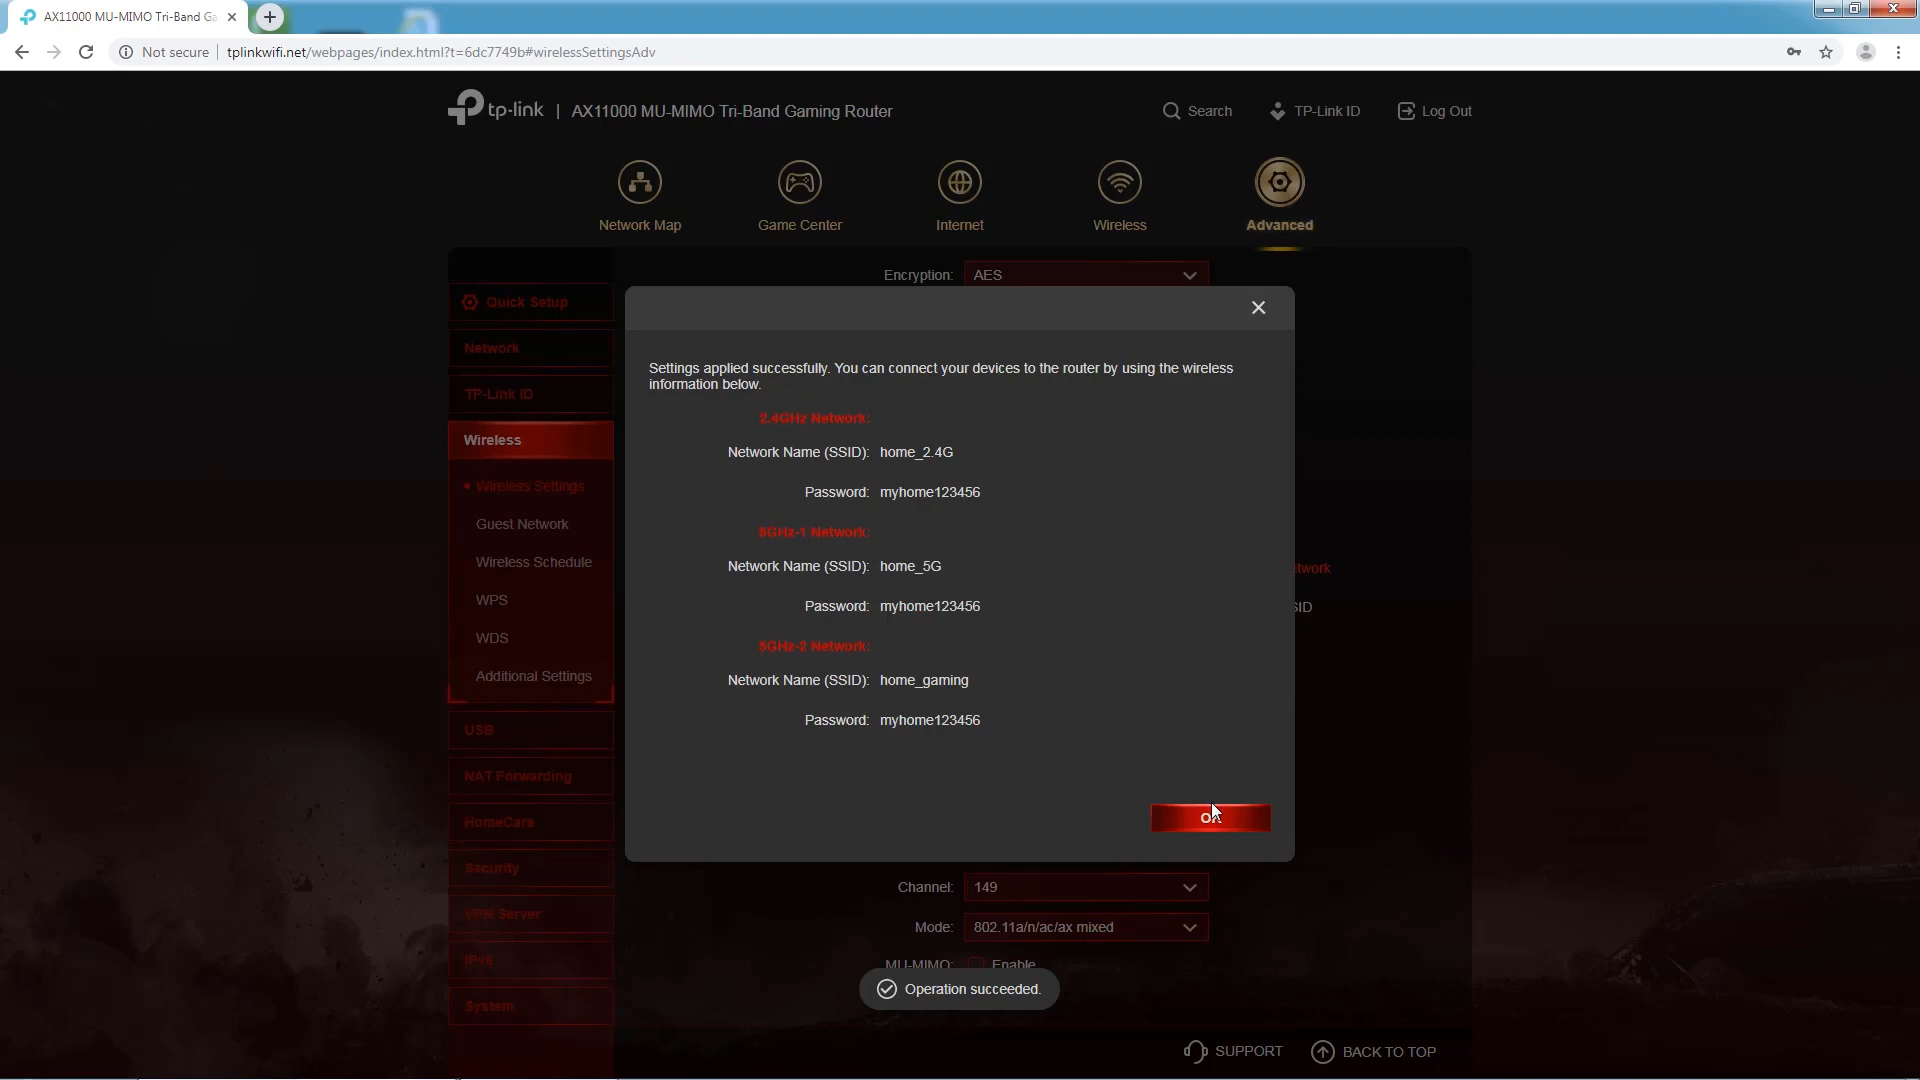 AX11000 MU-MIMO Tri-Band Ga
Not secure | tplinkwifi.net/webpages/index.html?t=6dc7749b#wirelessSettingsAdv
tp-link | AX11000 MU-MIMO Tri-Band Gaming Router
Search
TP-Link ID
Log Out
Network Map
Game Center
Internet
Wireless
Advanced
Encryption: AES
Quick Setup
Network
TP-Link ID
Wireless
Wireless Settings
Guest Network
Wireless Schedule
WPS
WDS
Additional Settings
USB
NAT Forwarding
HomeCare
Security
VPN Server
IPv6
System
Settings applied successfully. You can connect your devices to the router by using the wireless
information below.
2.4GHz Network:
Network Name (SSID): home_2.4G
Password: myhome123456
5GHz-1 Network:
Network Name (SSID): home_5G
Password: myhome123456
5GHz-2 Network:
Network Name (SSID): home_gaming
Password: myhome123456
OK
etwork
SID
Channel: 149
Mode: 802.11a/n/ac/ax mixed
MU-MIMO: Enable
Operation succeeded.
SUPPORT
BACK TO TOP